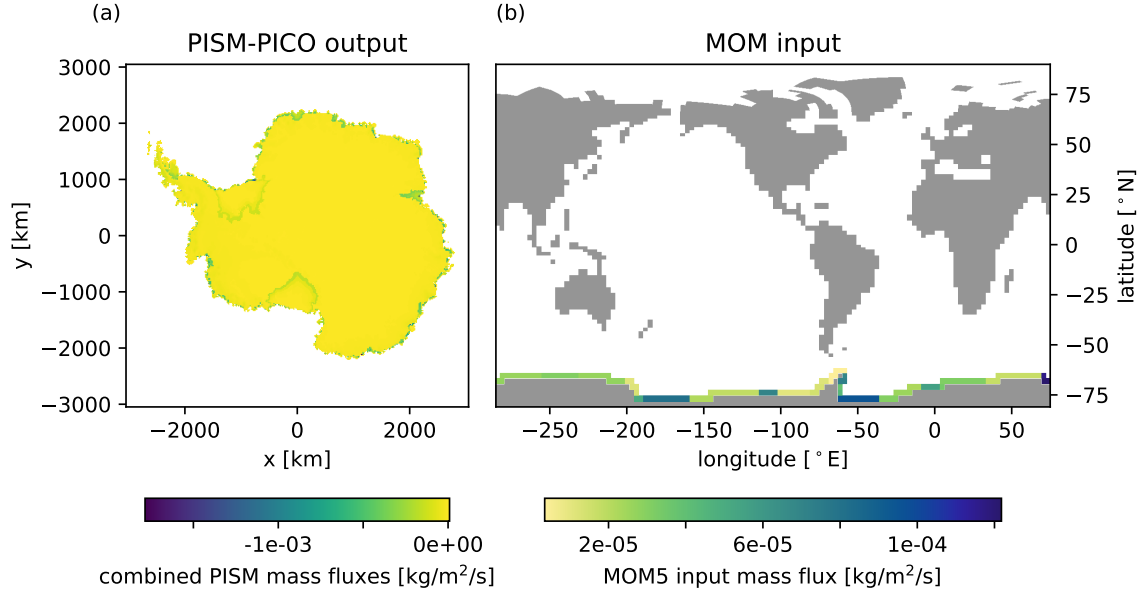 (a)
(b)
PISM-PICO output
MOM input
3000
2000
1000
0
−1000
−2000
−3000
y [km]
−2000
0
2000
x [km]
75
50
25
0
−25
−50
−75
latitude [°N]
−250
−200
−150
−100
−50
0
50
longitude [°E]
-1e-03
0e+00
combined PISM mass fluxes [kg/m²/s]
2e-05
6e-05
1e-04
MOM5 input mass flux [kg/m²/s]